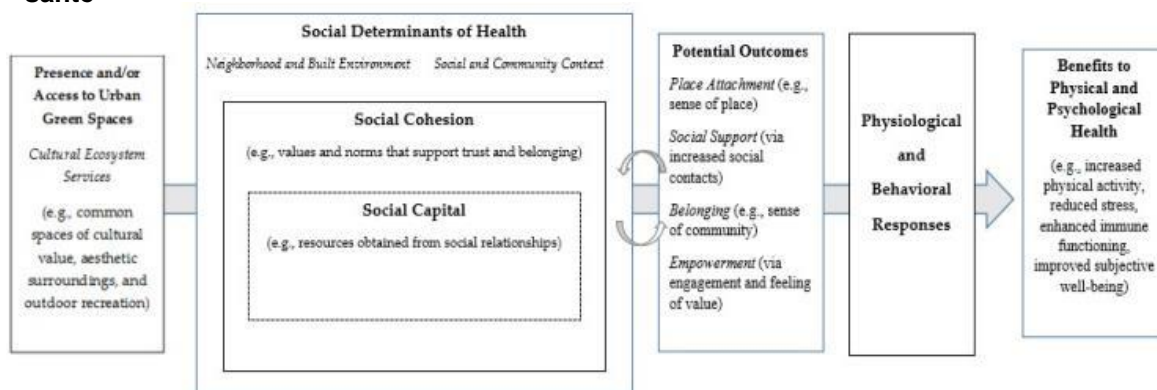 santé
Presence and/or
Access to Urban
Green Spaces
Cultural Ecosystem
Services
(e.g., common
spaces of cultural
value, aesthetic
surroundings, and
outdoor recreation)
Social Determinants of Health
Neighborhood and Built Environment Social and Community Context
Social Cohesion
(e.g., values and norms that support trust and belonging)
Social Capital
(e.g., resources obtained from social relationships)
Potential Outcomes
Place Attachment (e.g.,
sense of place)
Social Support (via
increased social
contacts)
Belonging (e.g., sense
of community)
Empowerment (via
engagement and feeling
of value)
Physiological
and
Behavioral
Responses
Benefits to
Physical and
Psychological
Health
(e.g., increased
physical activity,
reduced stress,
enhanced immune
functioning,
improved subjective
well-being)